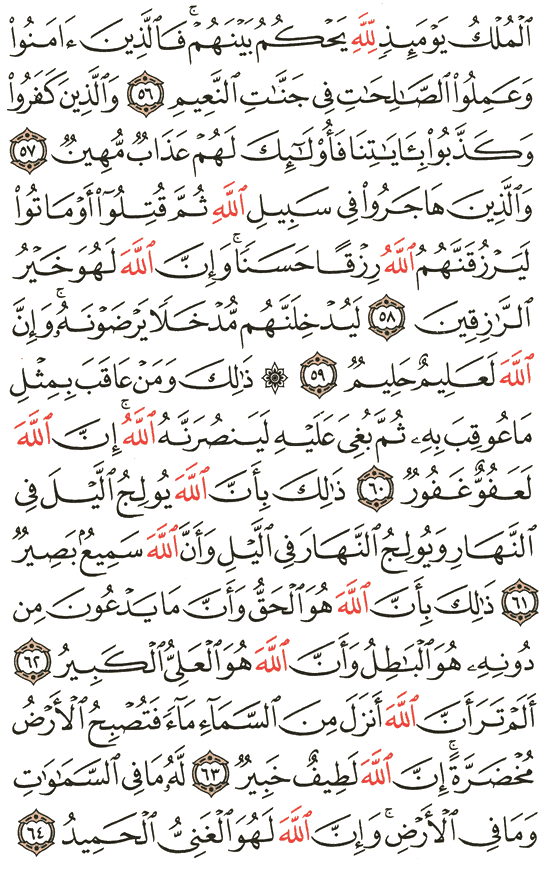 ٱلۡمُلۡكُ يَوۡمَئِذٖ لِّلَّهِ يَحۡكُمُ بَيۡنَهُمۡۚ فَٱلَّذِينَ ءَامَنُواْ
وَعَمِلُواْ ٱلصَّٰلِحَٰتِ فِي جَنَّٰتِ ٱلنَّعِيمِ ٥٦ وَٱلَّذِينَ كَفَرُواْ
وَكَذَّبُواْ بِـَٔايَٰتِنَا فَأُوْلَٰٓئِكَ لَهُمۡ عَذَابٞ مُّهِينٞ ٥٧
وَٱلَّذِينَ هَاجَرُواْ فِي سَبِيلِ ٱللَّهِ ثُمَّ قُتِلُوٓاْ أَوۡ مَاتُواْ
لَيَرۡزُقَنَّهُمُ ٱللَّهُ رِزۡقًا حَسَنٗاۚ وَإِنَّ ٱللَّهَ لَهُوَ خَيۡرُ
ٱلرَّٰزِقِينَ ٥٨ لَيُدۡخِلَنَّهُم مُّدۡخَلٗا يَرۡضَوۡنَهُۥۚ وَإِنَّ
ٱللَّهَ لَعَلِيمٌ حَلِيمٞ ٥٩ ۞ ذَٰلِكَۖ وَمَنۡ عَاقَبَ بِمِثۡلِ
مَا عُوقِبَ بِهِۦ ثُمَّ بُغِيَ عَلَيۡهِ لَيَنصُرَنَّهُ ٱللَّهُۚ إِنَّ ٱللَّهَ
لَعَفُوٌّ غَفُورٞ ٦٠ ذَٰلِكَ بِأَنَّ ٱللَّهَ يُولِجُ ٱلَّيۡلَ فِي
ٱلنَّهَارِ وَيُولِجُ ٱلنَّهَارَ فِي ٱلَّيۡلِ وَأَنَّ ٱللَّهَ سَمِيعُۢ بَصِيرٞ
٦١ ذَٰلِكَ بِأَنَّ ٱللَّهَ هُوَ ٱلۡحَقُّ وَأَنَّ مَا يَدۡعُونَ مِن
دُونِهِۦ هُوَ ٱلۡبَٰطِلُ وَأَنَّ ٱللَّهَ هُوَ ٱلۡعَلِيُّ ٱلۡكَبِيرُ ٦٢
أَلَمۡ تَرَ أَنَّ ٱللَّهَ أَنزَلَ مِنَ ٱلسَّمَآءِ مَآءٗ فَتُصۡبِحُ ٱلۡأَرۡضُ
مُخۡضَرَّةًۚ إِنَّ ٱللَّهَ لَطِيفٌ خَبِيرٞ ٦٣ لَّهُۥ مَا فِي ٱلسَّمَٰوَٰتِ
وَمَا فِي ٱلۡأَرۡضِۚ وَإِنَّ ٱللَّهَ لَهُوَ ٱلۡغَنِيُّ ٱلۡحَمِيدُ ٦٤